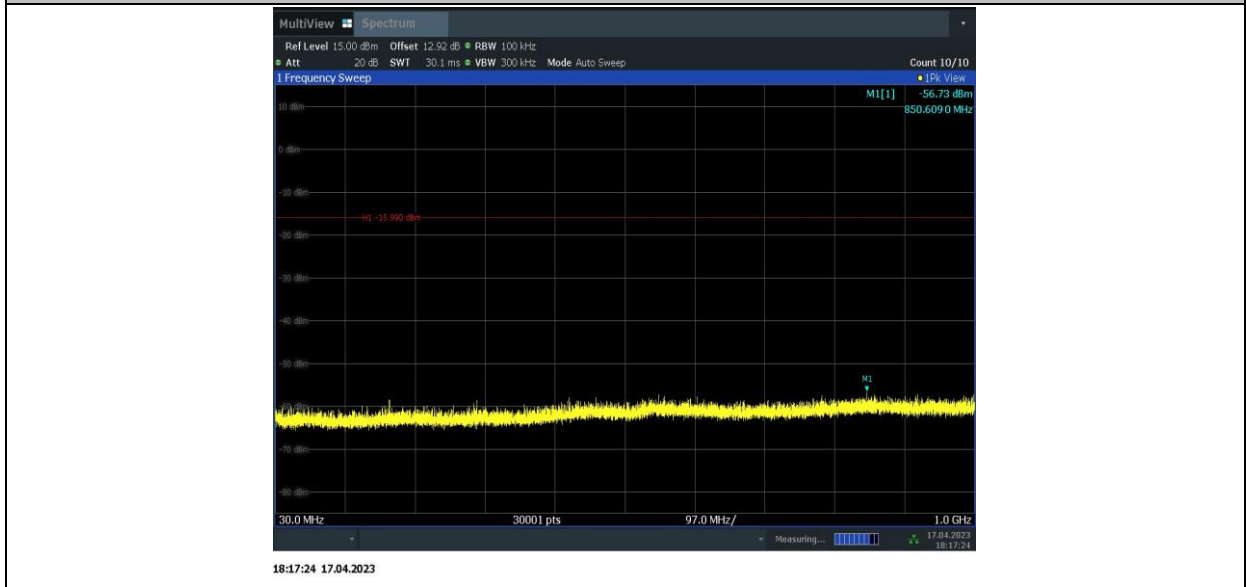 MultiView Spectrum
Ref Level 15.00 dBm Offset 12.92 dB RBW 100 kHz
Att 20 dB SWT 30.1 ms VBW 300 kHz Mode Auto Sweep Count 10/10
1 Frequency Sweep 1Pk View
M1[1] -56.73 dBm
850.6090 MHz
10 dBm
0 dBm
-10 dBm
H1 -15.990 dBm
-20 dBm
-30 dBm
-40 dBm
-50 dBm
M1
-60 dBm
-70 dBm
-80 dBm
30.0 MHz 30001 pts 97.0 MHz/ 1.0 GHz
Measuring... 17.04.2023
18:17:24
18:17:24 17.04.2023